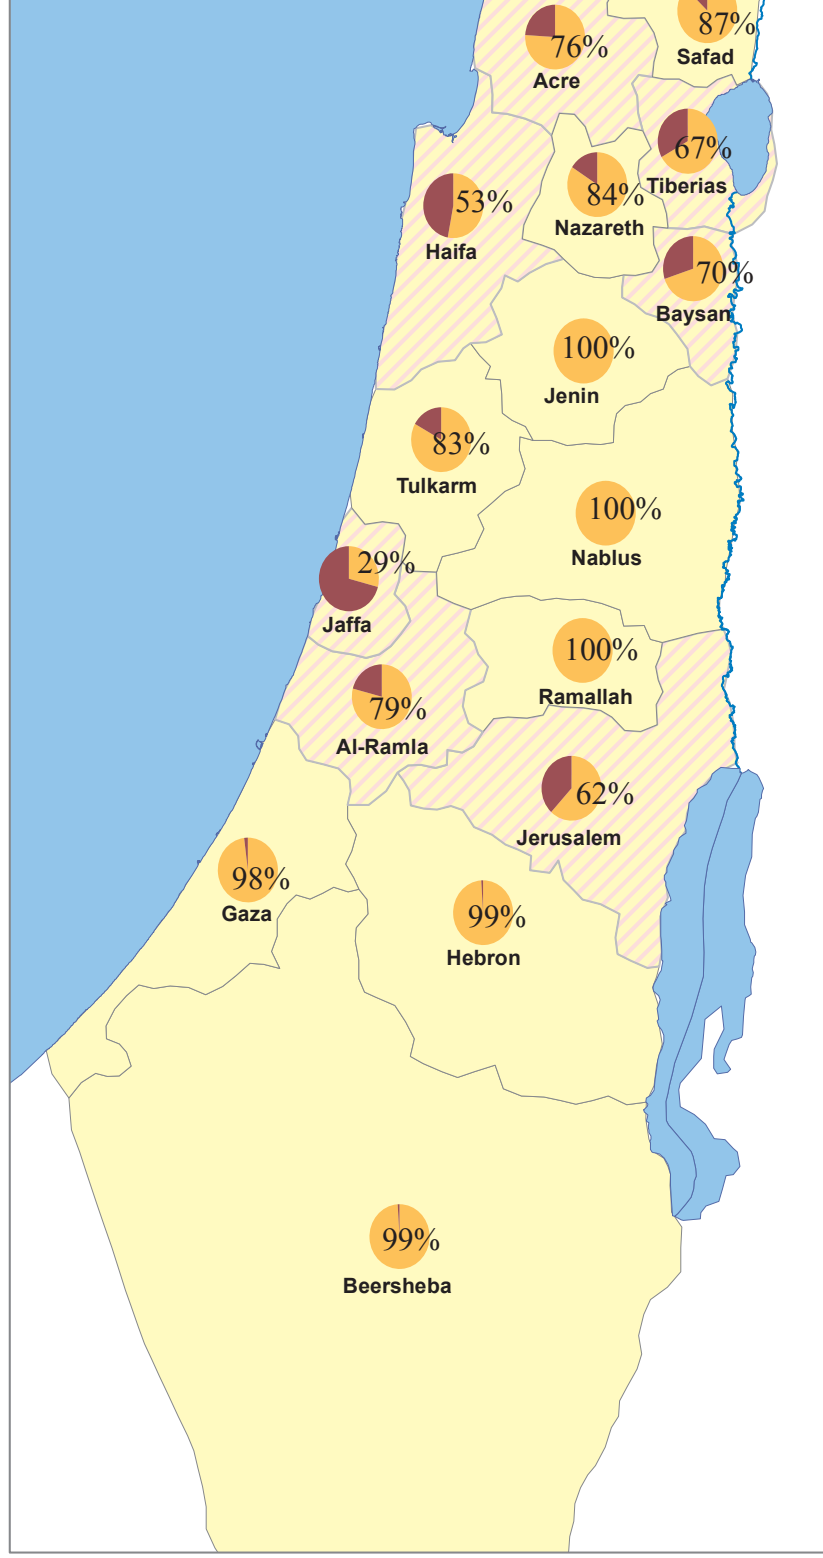 87%
Safad
76%
Acre
67%
Tiberias
84%
Nazareth
53%
Haifa
70%
Baysan
100%
Jenin
83%
Tulkarm
100%
Nablus
29%
Jaffa
100%
Ramallah
79%
Al-Ramla
62%
Jerusalem
98%
Gaza
99%
Hebron
99%
Beersheba